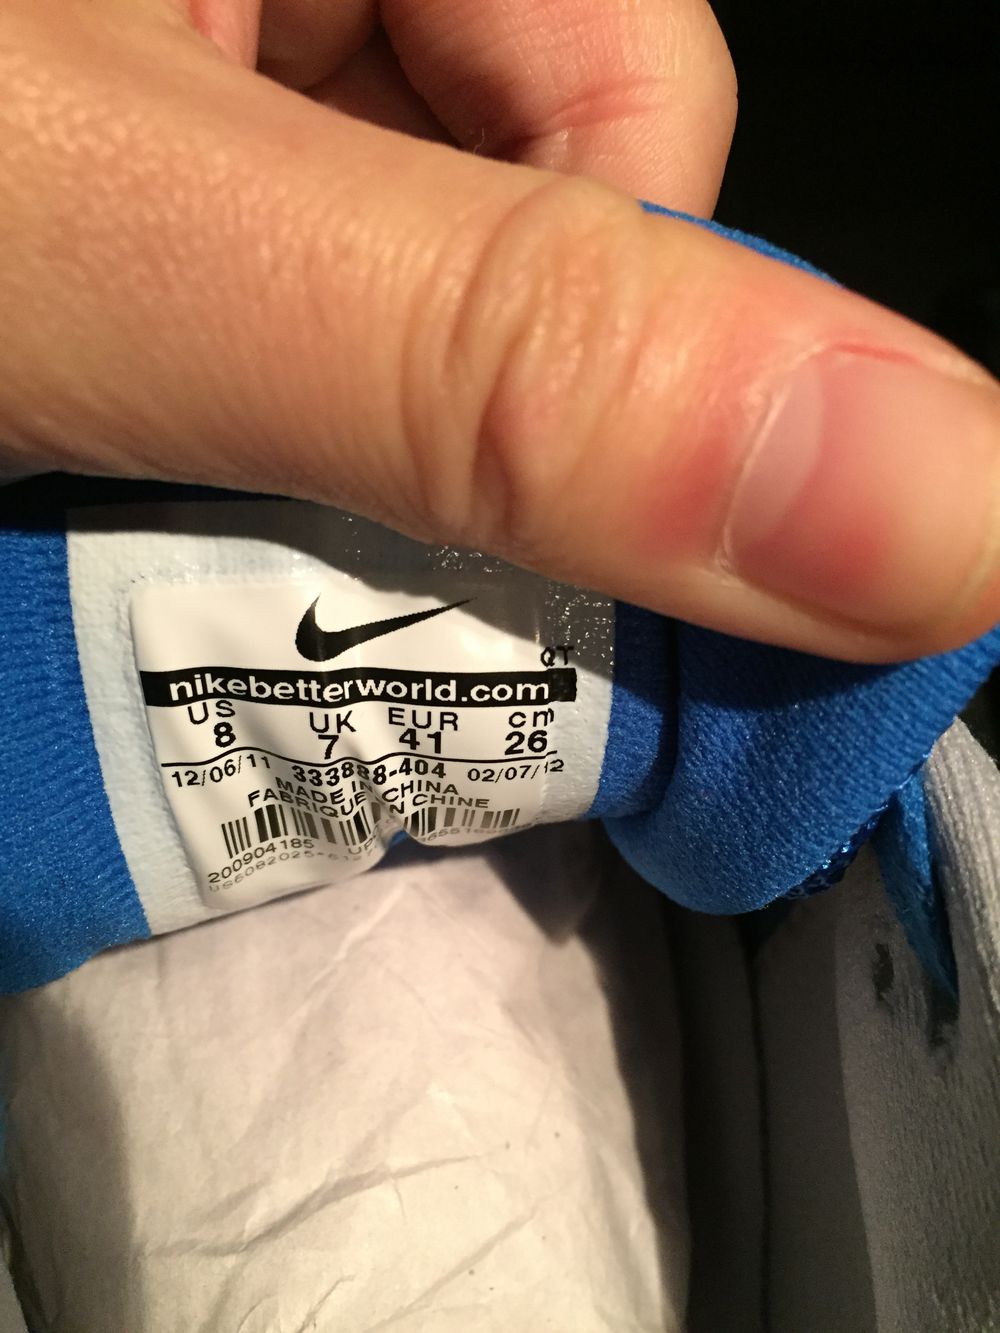 QT
nikebetterworld.com
US UK EUR cm
8 7 41 26
12/06/11 333888-404 02/07/12
MADE IN CHINA
FABRIQUE EN CHINE
200904185